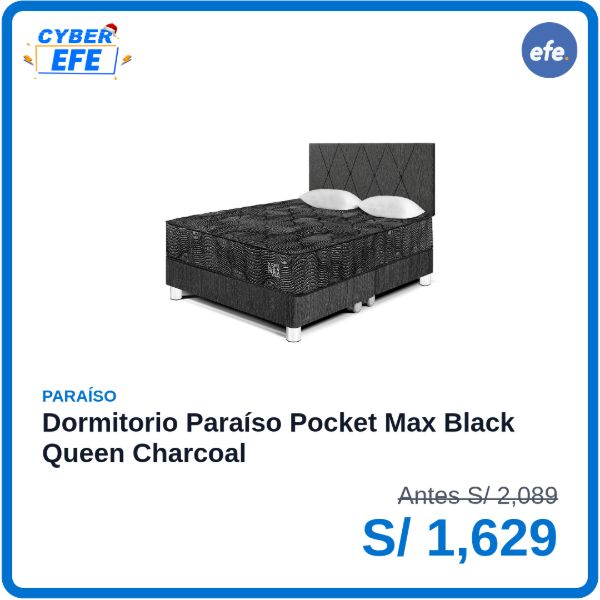 CYBER
EFE
efe.
PARAÍSO
Dormitorio Paraíso Pocket Max Black
Queen Charcoal
Antes S/ 2,089
S/ 1,629